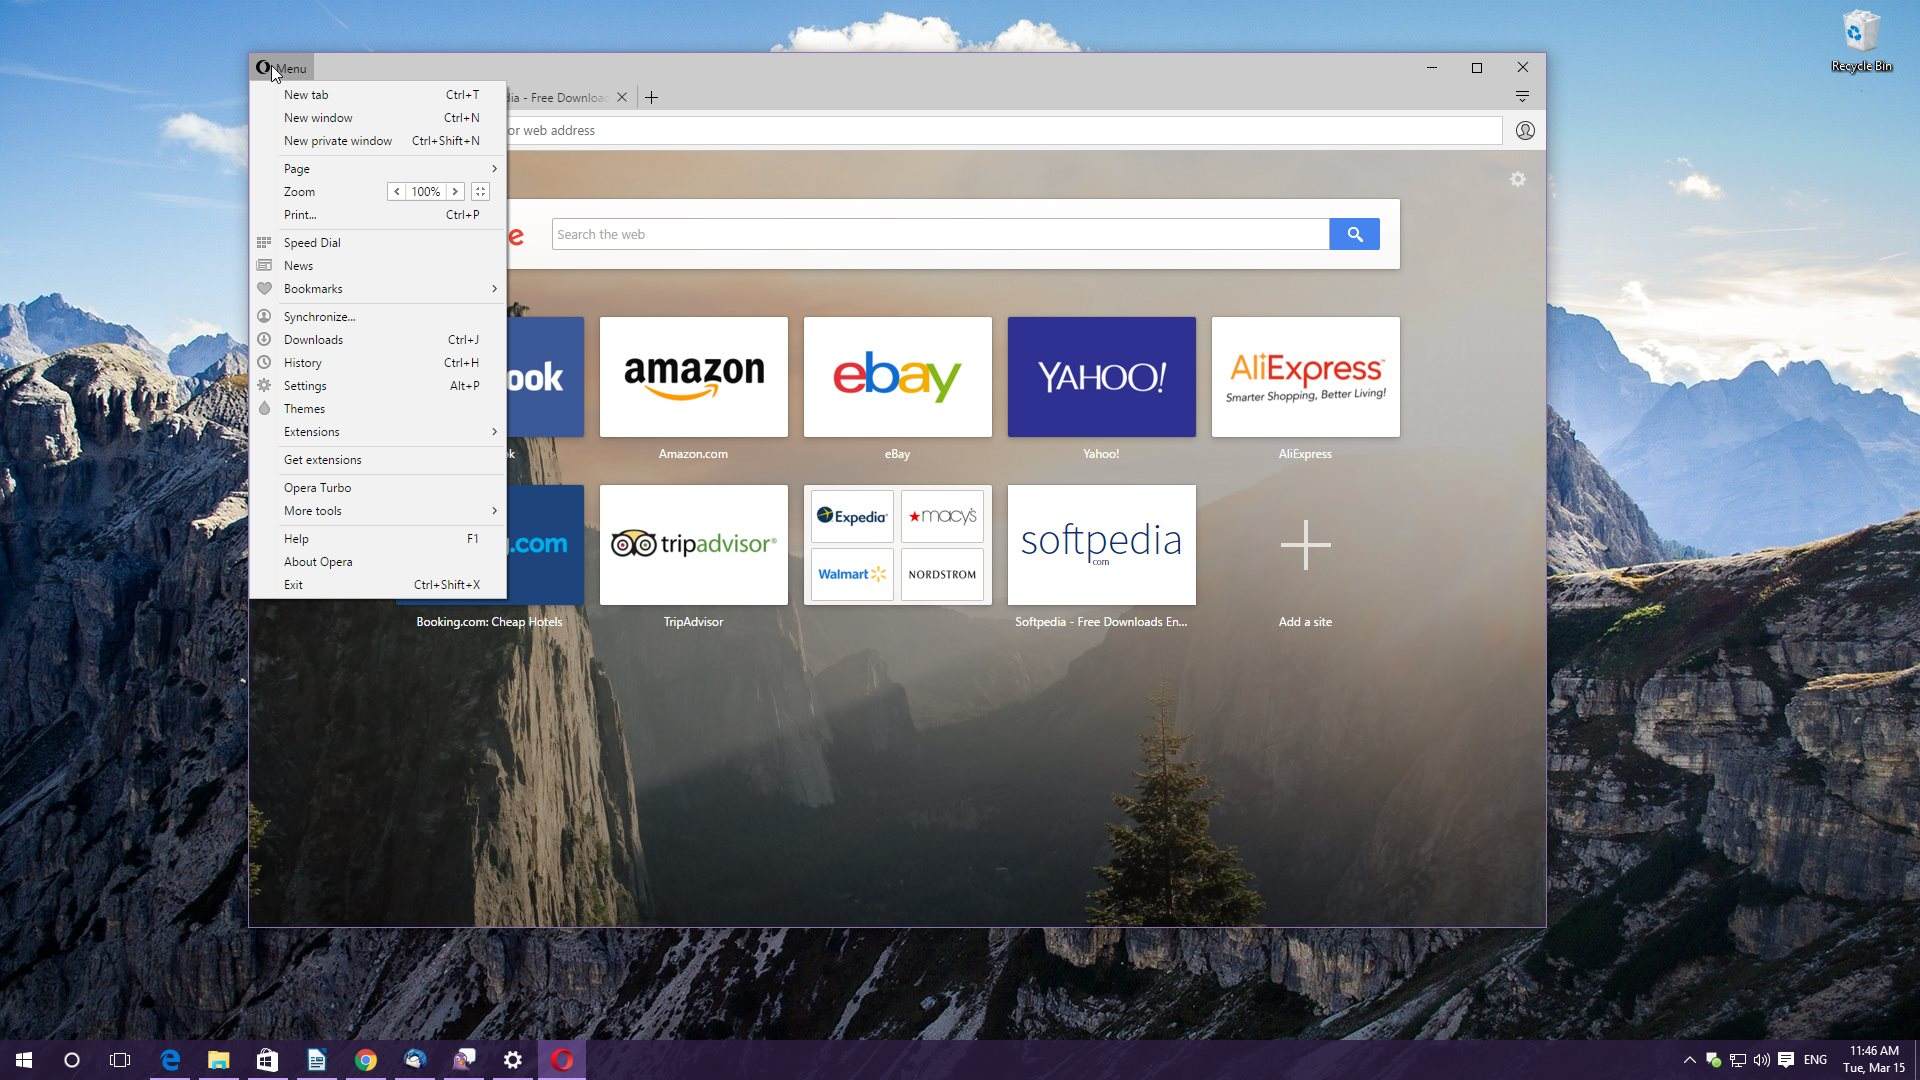 Recycle Bin
Menu
dia - Free Downloa
or web address
New tab Ctrl+T
New window Ctrl+N
New private window Ctrl+Shift+N
Page
Zoom 100%
Print... Ctrl+P
Speed Dial
News
Bookmarks
Synchronize...
Downloads Ctrl+J
History Ctrl+H
Settings Alt+P
Themes
Extensions
Get extensions
Opera Turbo
More tools
Help F1
About Opera
Exit Ctrl+Shift+X
e
Search the web
ook
amazon
ebay
YAHOO!
AliExpress™
Smarter Shopping, Better Living!
k
Amazon.com
eBay
Yahoo!
AliExpress
.com
tripadvisor®
Expedia®
macy's
Walmart
NORDSTROM
softpedia
com
Booking.com: Cheap Hotels
TripAdvisor
Softpedia - Free Downloads En...
Add a site
ENG
11:46 AM
Tue, Mar 15